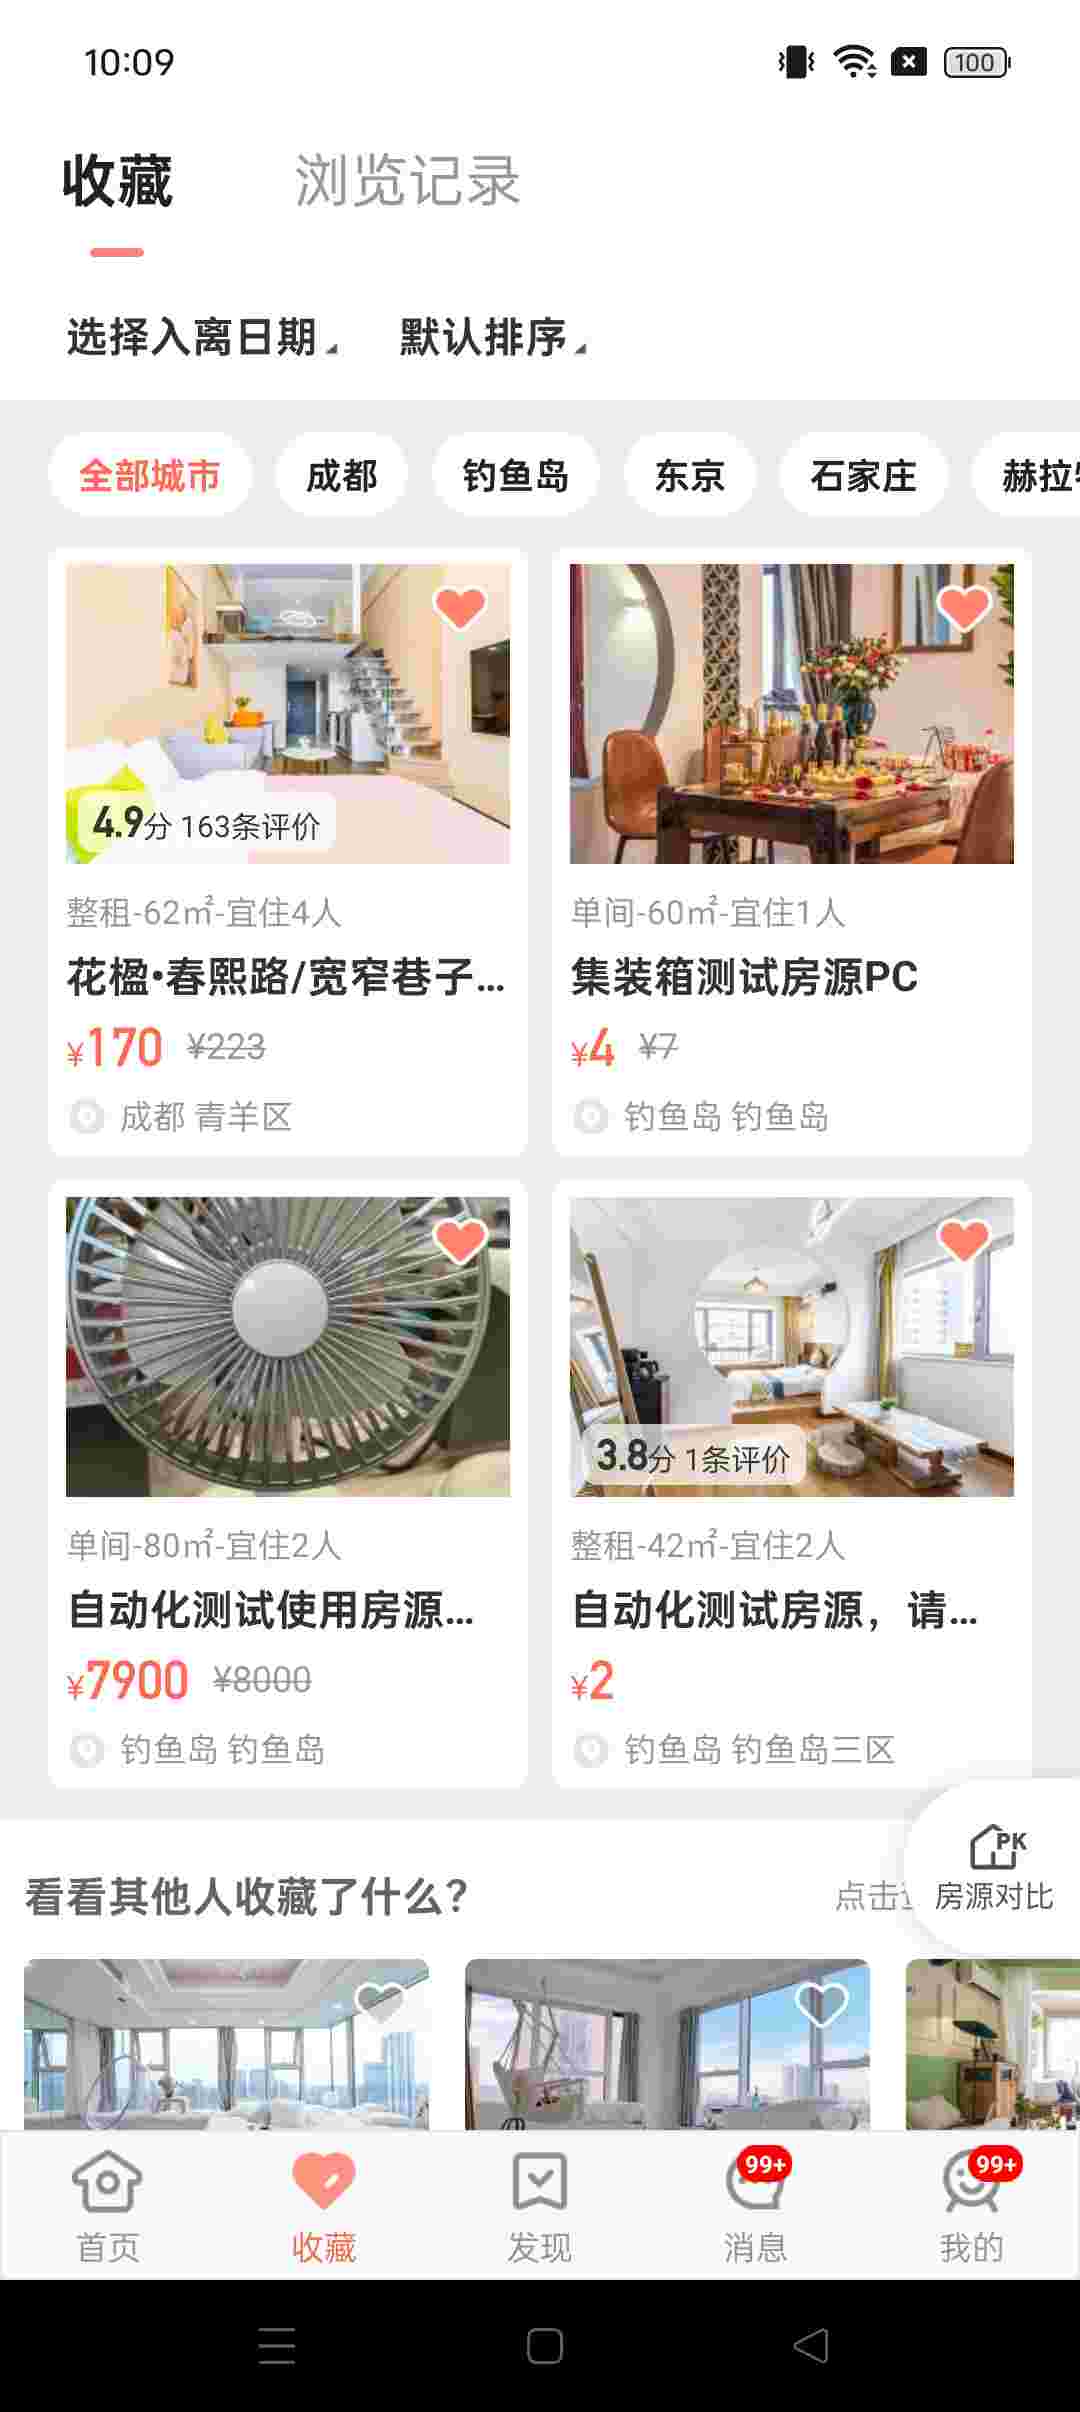 10:09
100
收藏 浏览记录
选择入离日期 默认排序
全部城市 成都 钓鱼岛 东京 石家庄 赫拉
4.9分 163条评价
整租-62㎡-宜住4人
花楹•春熙路/宽窄巷子...
¥170 ¥223
成都 青羊区
单间-60㎡-宜住1人
集装箱测试房源PC
¥4 ¥7
钓鱼岛 钓鱼岛
单间-80㎡-宜住2人
自动化测试使用房源...
¥7900 ¥8000
钓鱼岛 钓鱼岛
3.8分 1条评价
整租-42㎡-宜住2人
自动化测试房源，请...
¥2
钓鱼岛 钓鱼岛三区
PK
房源对比
看看其他人收藏了什么？
点击
99+ 99+
首页 收藏 发现 消息 我的